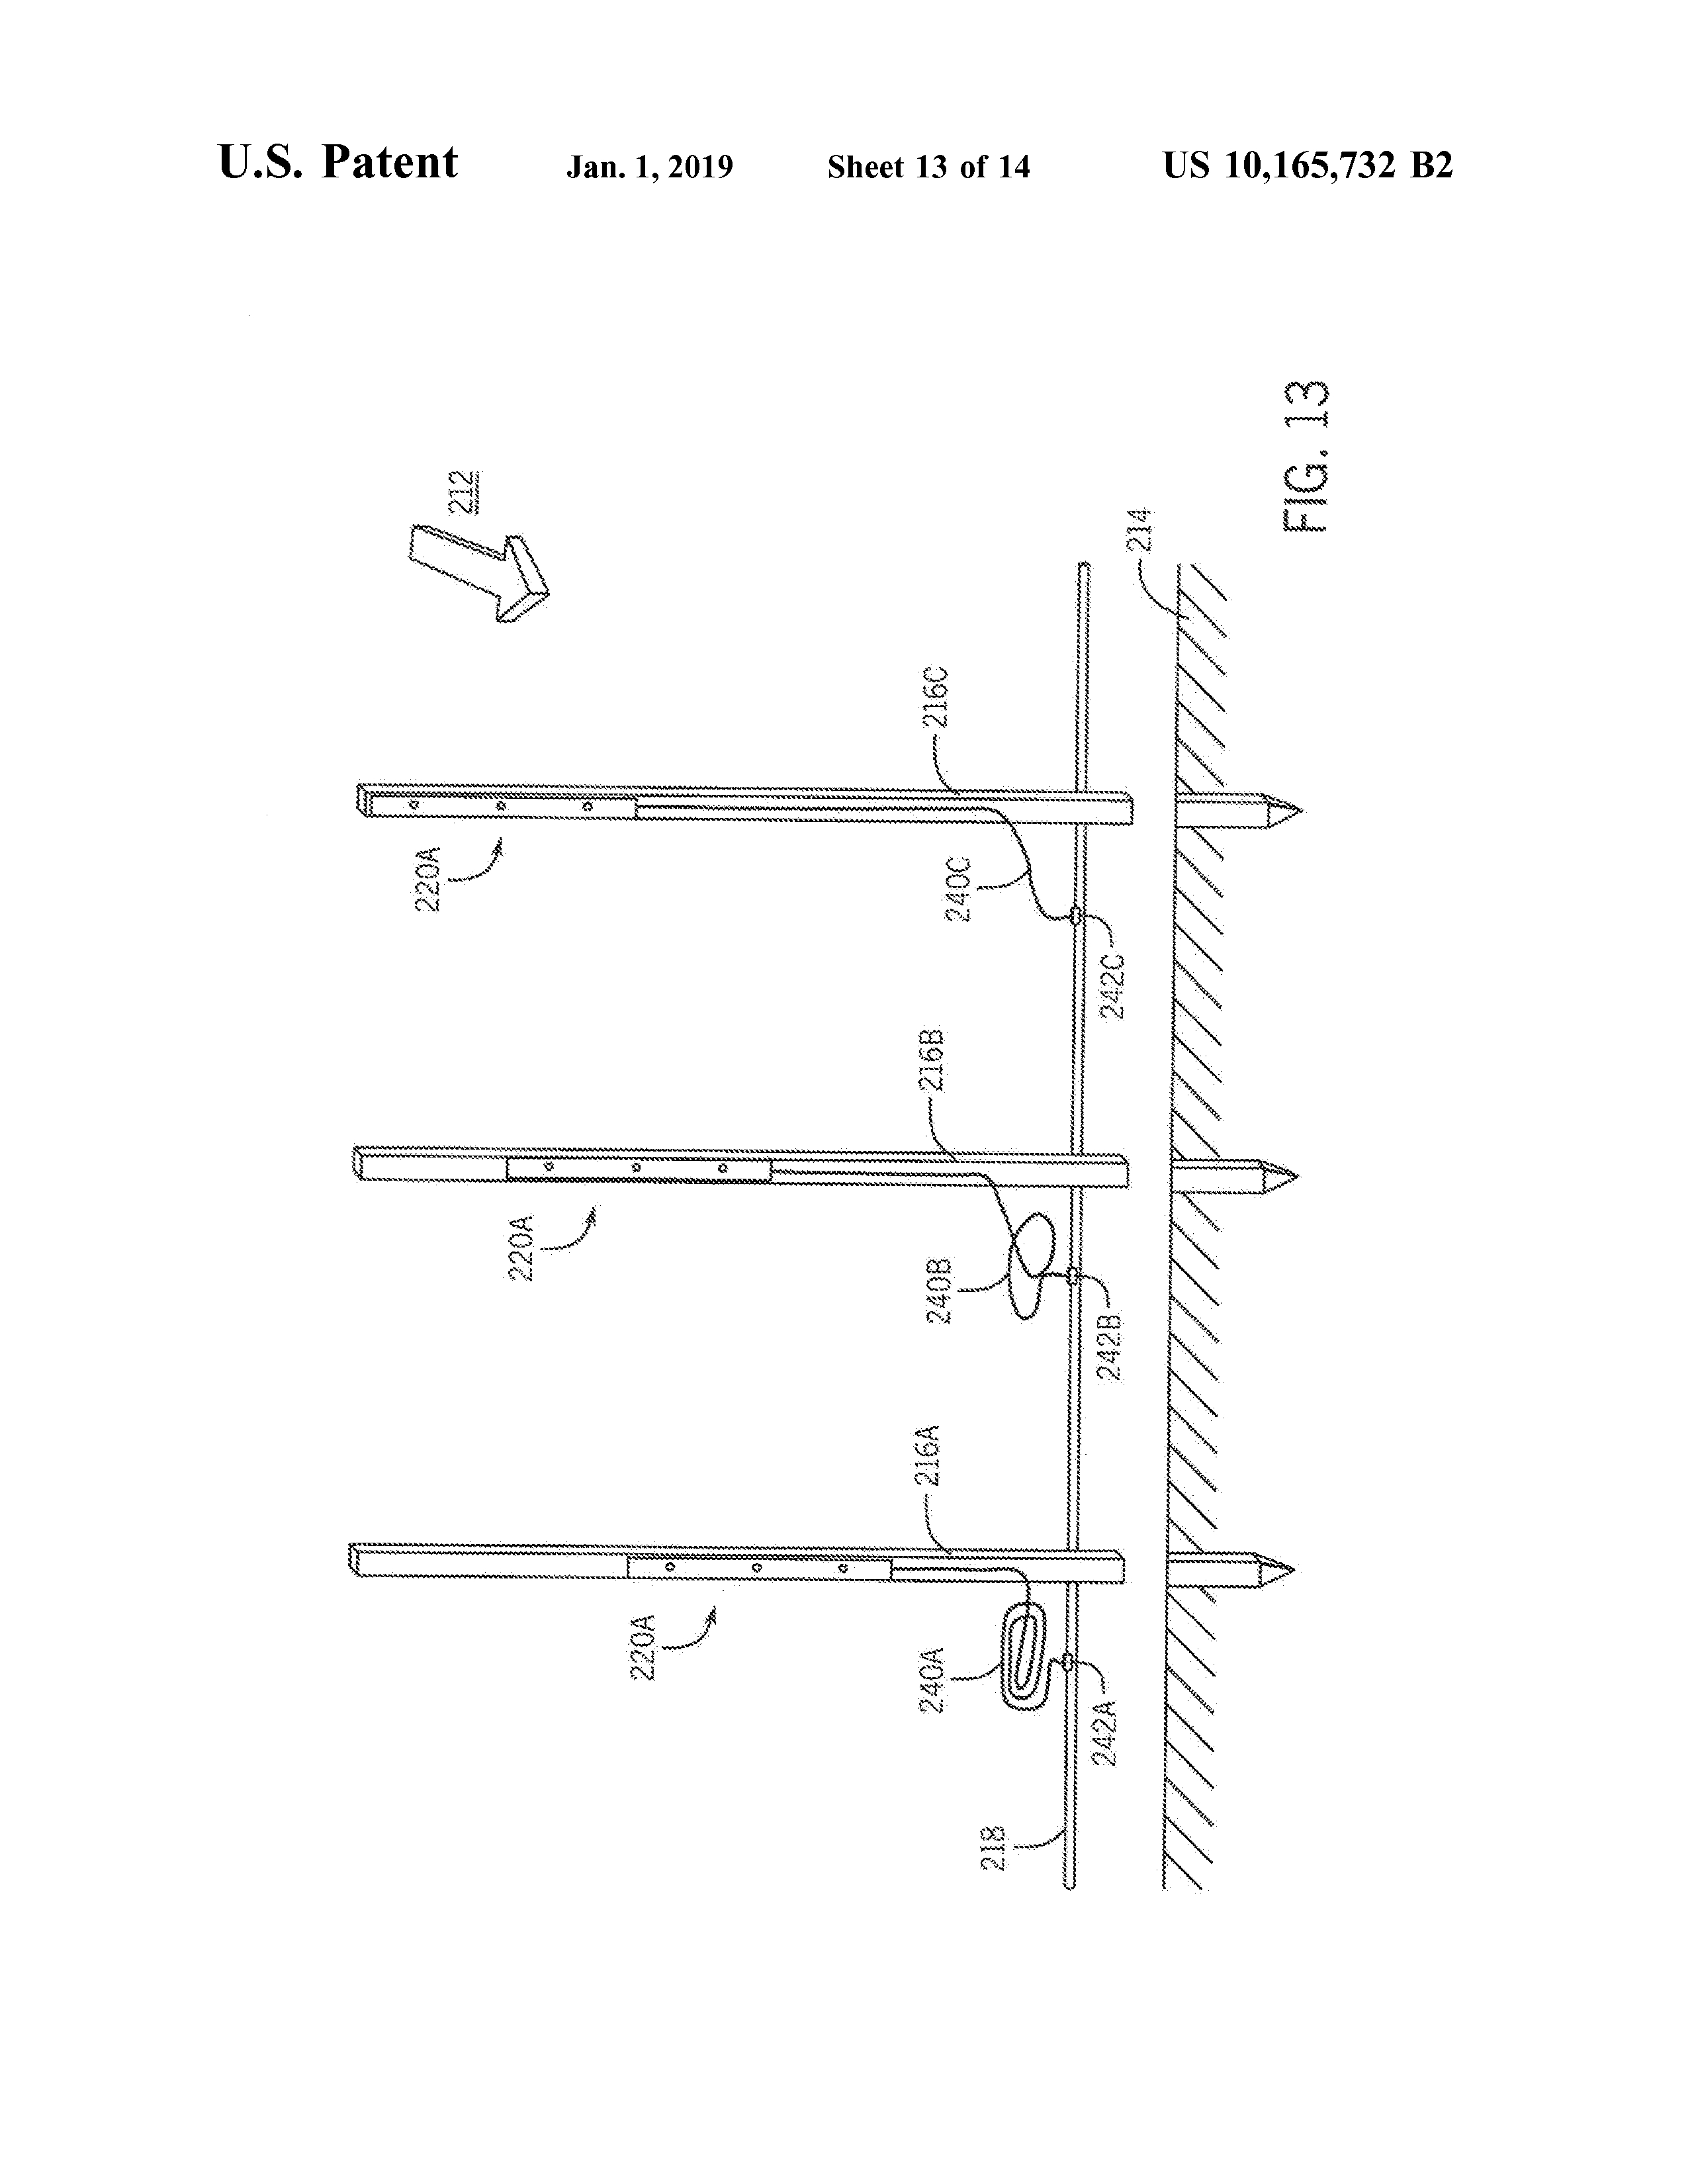 U.S. Patent Jan. 1, 2019 Sheet 13 of 14 US 10,165,732 B2
212
220A
220A
220A
216C
216B
216A
240C
240B
240A
242C
242B
242A
218
214
FIG. 13